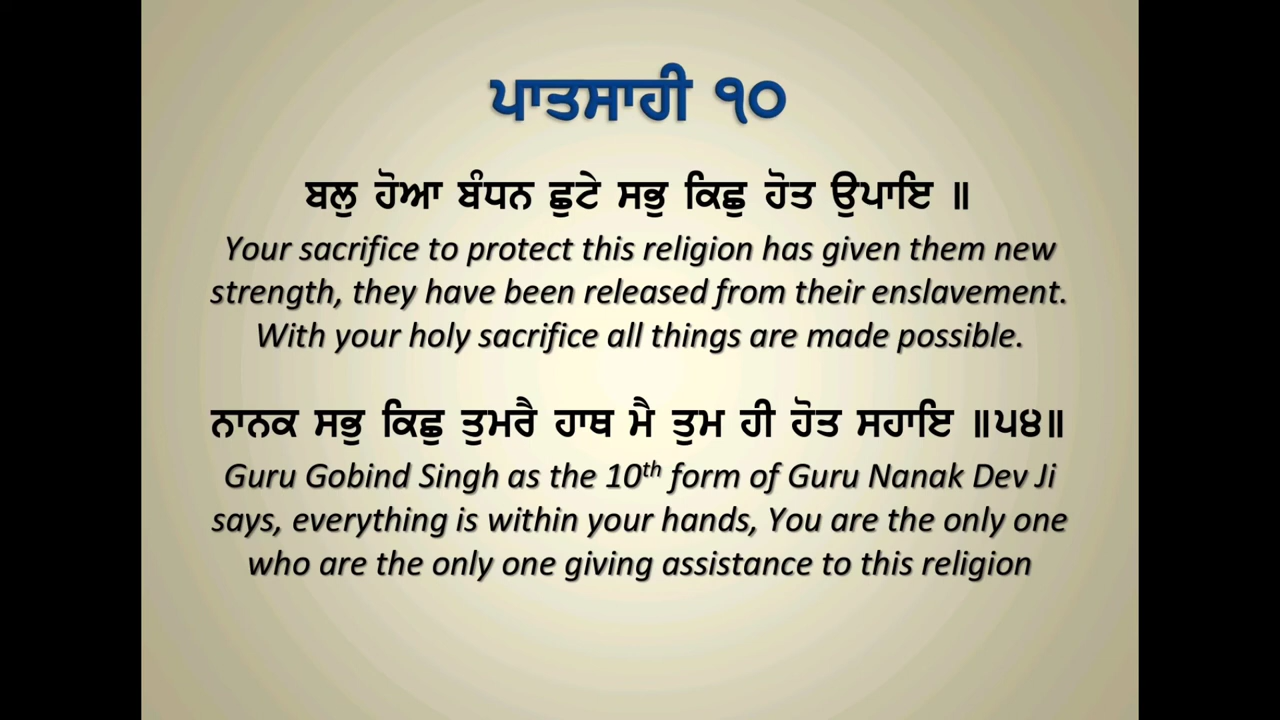 ਪਾਤਸਾਹੀ ੧੦
ਬਲੁ ਹੋਆ ਬੰਧਨ ਛੁਟੇ ਸਭੁ ਕਿਛੁ ਹੋਤ ਉਪਾਇ ॥
Your sacrifice to protect this religion has given them new
strength, they have been released from their enslavement.
With your holy sacrifice all things are made possible.
ਨਾਨਕ ਸਭੁ ਕਿਛੁ ਤੁਮਰੈ ਹਾਥ ਮੈ ਤੁਮ ਹੀ ਹੋਤ ਸਹਾਇ ॥੫੪॥
Guru Gobind Singh as the 10th form of Guru Nanak Dev Ji
says, everything is within your hands, You are the only one
who are the only one giving assistance to this religion